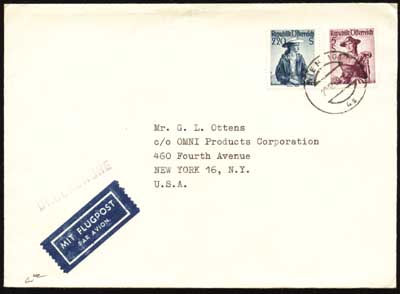 Republik Österreich
2.20 S
Republik Österreich
WIEN
Mr. G. L. Ottens
c/o OMNI Products Corporation
460 Fourth Avenue
NEW YORK 16, N.Y.
U.S.A.
MIT FLUGPOST
PAR AVION